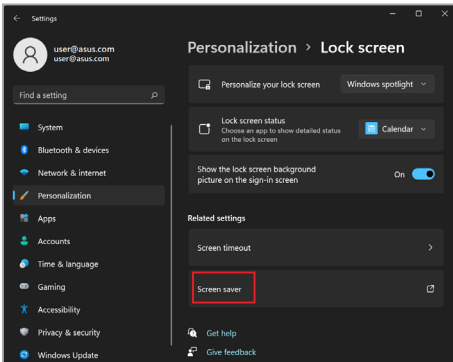 Settings
user@asus.com
user@asus.com
Find a setting
System
Bluetooth & devices
Network & internet
Personalization
Apps
Accounts
Time & language
Gaming
Accessibility
Privacy & security
Windows Update
Personalization > Lock screen
Personalize your lock screen
Windows spotlight
Lock screen status
Choose an app to show detailed status
on the lock screen
Calendar
Show the lock screen background
picture on the sign-in screen
On
Related settings
Screen timeout
Screen saver
Get help
Give feedback